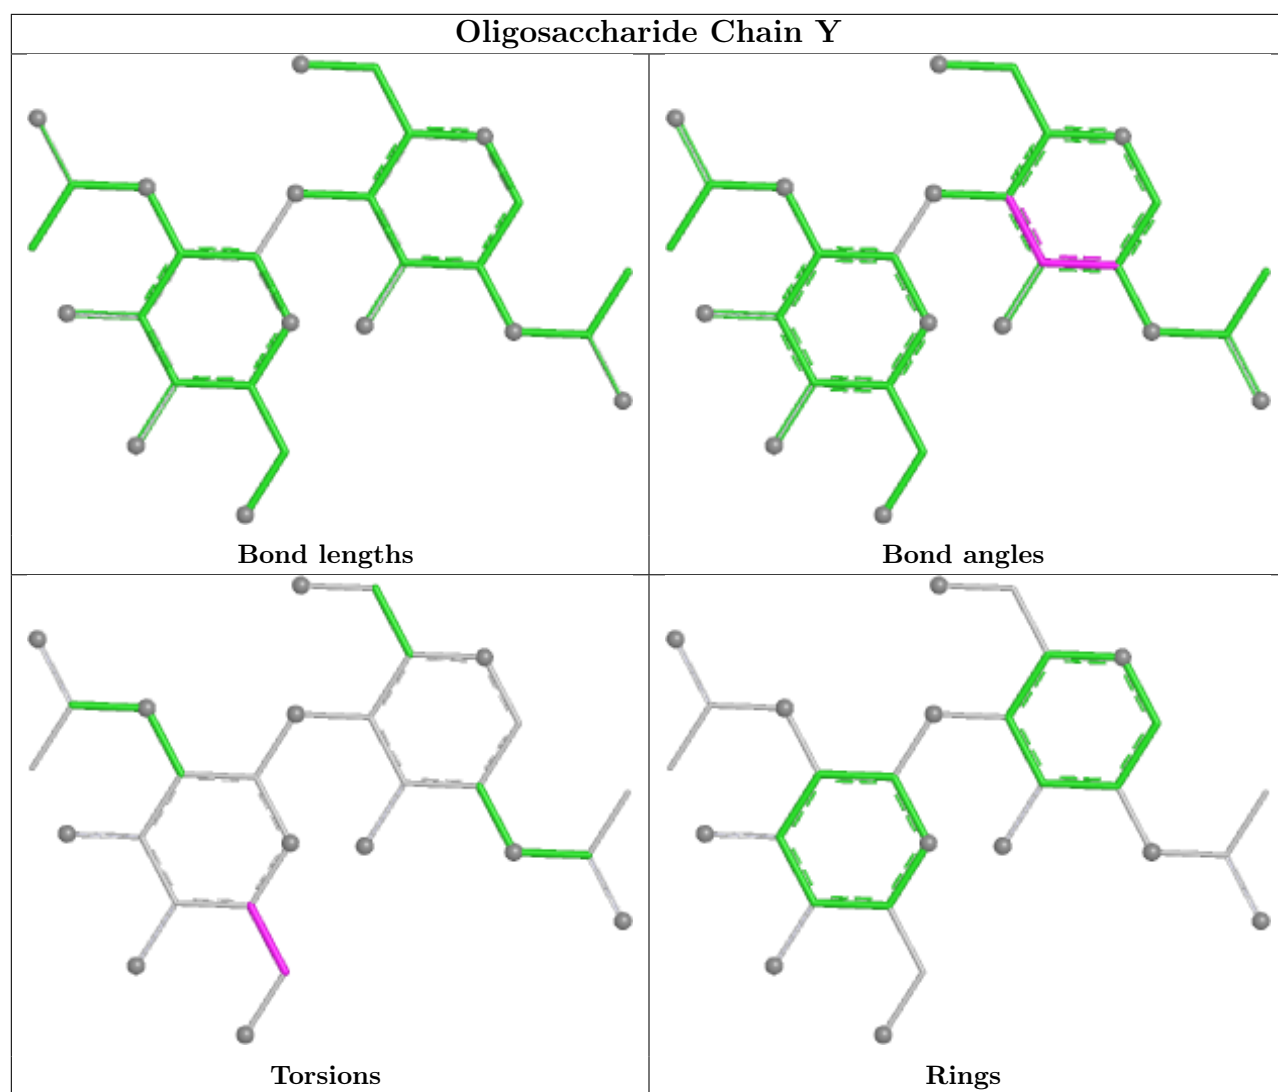 Oligosaccharide Chain Y
Bond lengths
Bond angles
Torsions
Rings